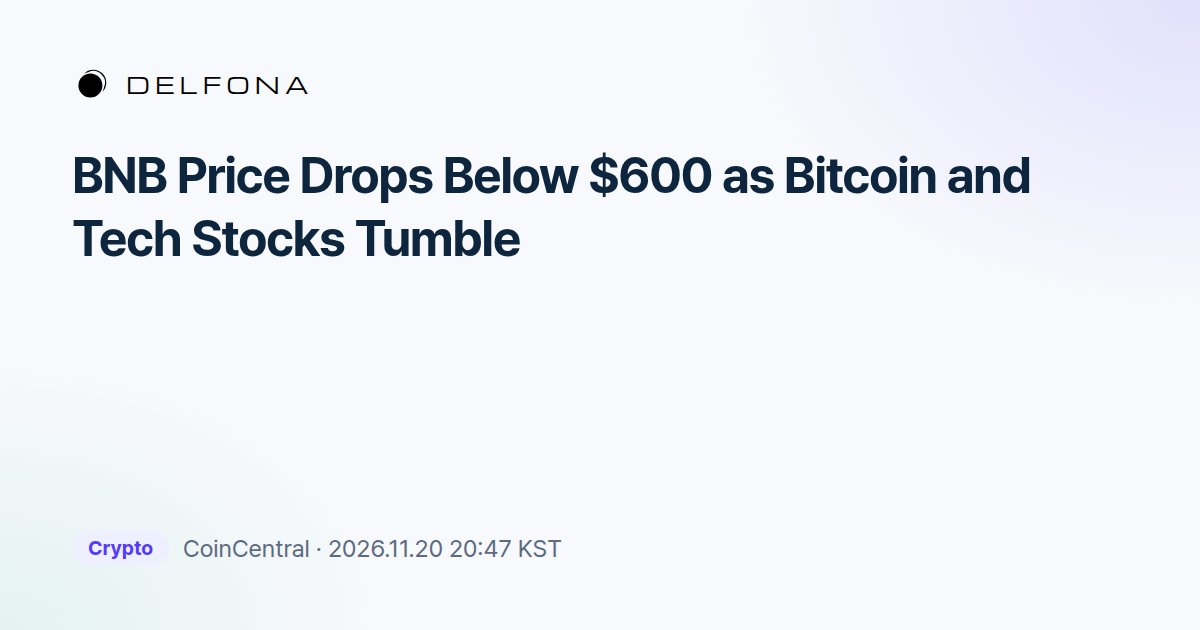 DELFONA
BNB Price Drops Below $600 as Bitcoin and
Tech Stocks Tumble
Crypto CoinCentral · 2026.11.20 20:47 KST